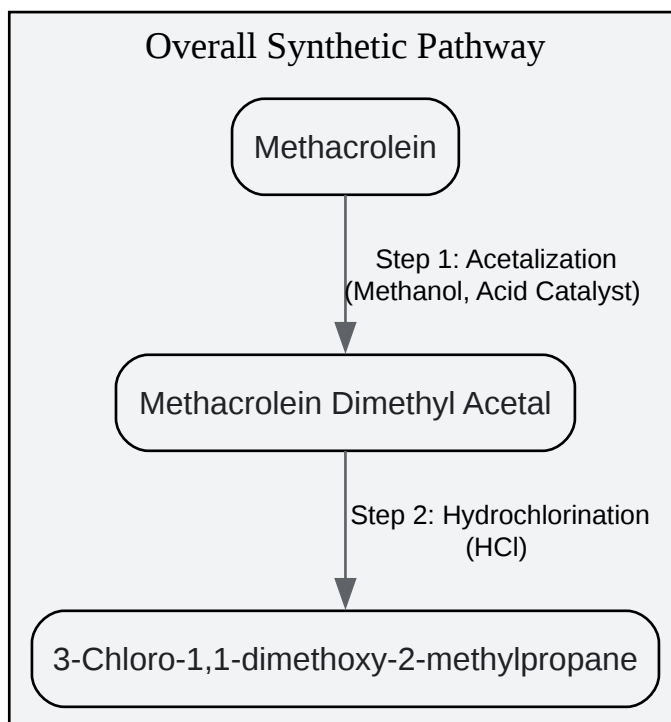 Overall Synthetic Pathway
Methacrolein
Step 1: Acetalization
(Methanol, Acid Catalyst)
Methacrolein Dimethyl Acetal
Step 2: Hydrochlorination
(HCl)
3-Chloro-1,1-dimethoxy-2-methylpropane